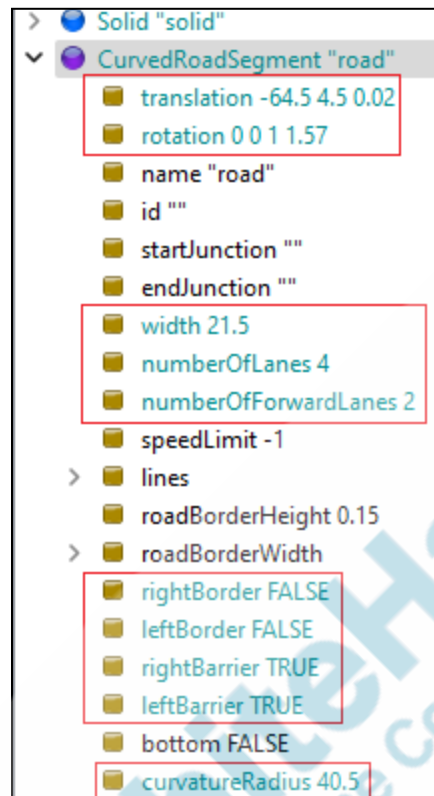 Solid "solid"
CurvedRoadSegment "road"
translation -64.5 4.5 0.02
rotation 0 0 1 1.57
name "road"
id ""
startJunction ""
endJunction ""
width 21.5
numberOfLanes 4
numberOfForwardLanes 2
speedLimit -1
lines
roadBorderHeight 0.15
roadBorderWidth
rightBorder FALSE
leftBorder FALSE
rightBarrier TRUE
leftBarrier TRUE
bottom FALSE
curvatureRadius 40.5